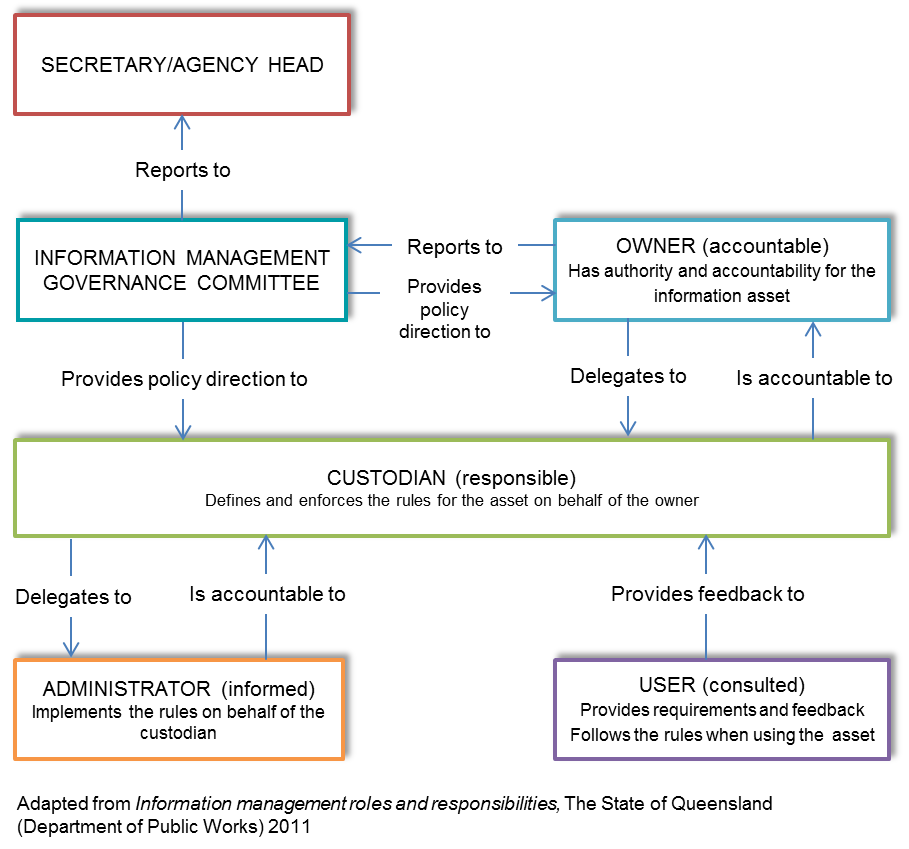 SECRETARY/AGENCY HEAD
Reports to
INFORMATION MANAGEMENT
GOVERNANCE COMMITTEE
Reports to
Provides
policy
direction to
OWNER (accountable)
Has authority and accountability for the
information asset
Provides policy direction to
Delegates to
Is accountable to
CUSTODIAN (responsible)
Defines and enforces the rules for the asset on behalf of the owner
Delegates to
Is accountable to
Provides feedback to
ADMINISTRATOR (informed)
Implements the rules on behalf of the
custodian
USER (consulted)
Provides requirements and feedback
Follows the rules when using the asset
Adapted from Information management roles and responsibilities, The State of Queensland
(Department of Public Works) 2011